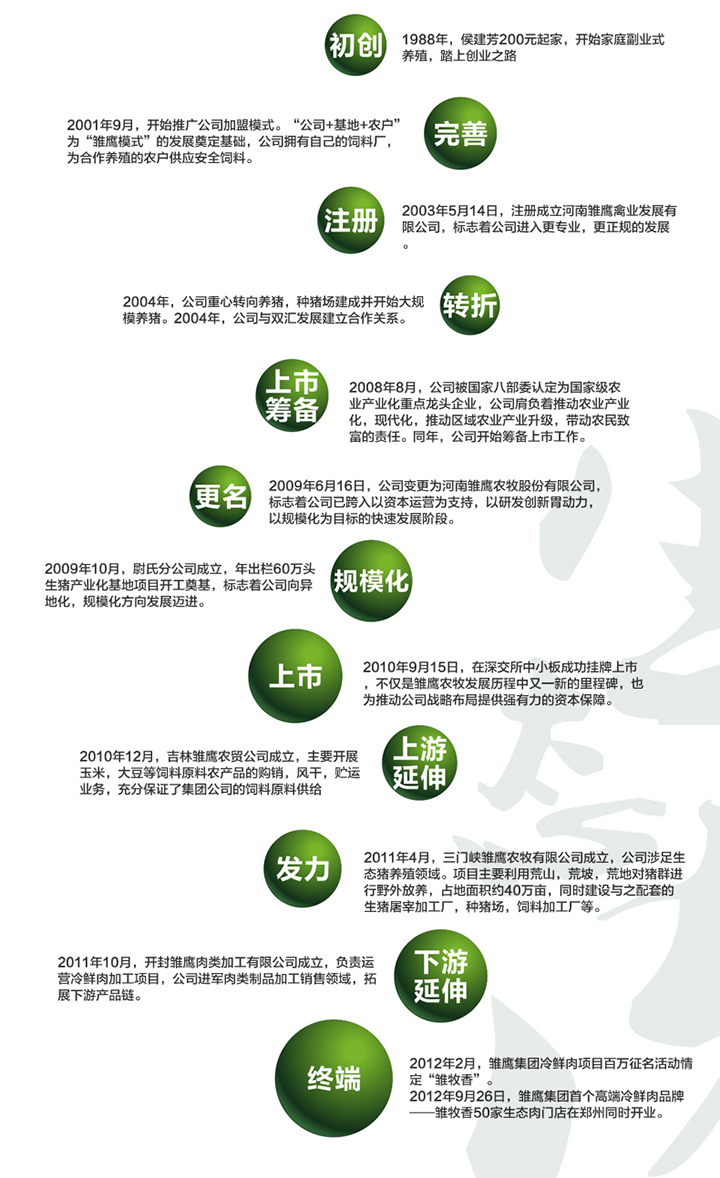 初创
1988年，侯建芳200元起家，开始家庭副业式
养殖，踏上创业之路
2001年9月，开始推广公司加盟模式。“公司+基地+农户”
为“雏鹰模式”的发展奠定基础，公司拥有自己的饲料厂，
为合作养殖的农户供应安全饲料。
完善
注册
2003年5月14日，注册成立河南雏鹰禽业发展有
限公司，标志着公司进入更专业，更正规的发展
。
2004年，公司重心转向养猪，种猪场建成并开始大规
模养猪。2004年，公司与双汇发展建立合作关系。
转折
上市
筹备
2008年8月，公司被国家八部委认定为国家级农
业产业化重点龙头企业，公司肩负着推动农业产业
化，现代化，推动区域农业产业升级，带动农民致
富的责任。同年，公司开始筹备上市工作。
更名
2009年6月16日，公司变更为河南雏鹰农牧股份有限公司，
标志着公司已跨入以资本运营为支持，以研发创新胃动力，
以规模化为目标的快速发展阶段。
2009年10月，尉氏分公司成立，年出栏60万头
生猪产业化基地项目开工奠基，标志着公司向异
地化，规模化方向发展迈进。
规模化
上市
2010年9月15日，在深交所中小板成功挂牌上市
，不仅是雏鹰农牧发展历程中又一新的里程碑，也
为推动公司战略布局提供强有力的资本保障。
2010年12月，吉林雏鹰农贸公司成立，主要开展
玉米，大豆等饲料原料农产品的购销，风干，贮运
业务，充分保证了集团公司的饲料原料供给
上游
延伸
发力
2011年4月，三门峡雏鹰农牧有限公司成立，公司涉足生
态猪养殖领域。项目主要利用荒山，荒坡，荒地对猪群进
行野外放养，占地面积约40万亩，同时建设与之配套的
生猪屠宰加工厂，种猪场，饲料加工厂等。
2011年10月，开封雏鹰肉类加工有限公司成立，负责运
营冷鲜肉加工项目，公司进军肉类制品加工销售领域，拓
展下游产品链。
下游
延伸
终端
2012年2月，雏鹰集团冷鲜肉项目百万征名活动情
定“雏牧香”。
2012年9月26日，雏鹰集团首个高端冷鲜肉品牌
——雏牧香50家生态肉门店在郑州同时开业。